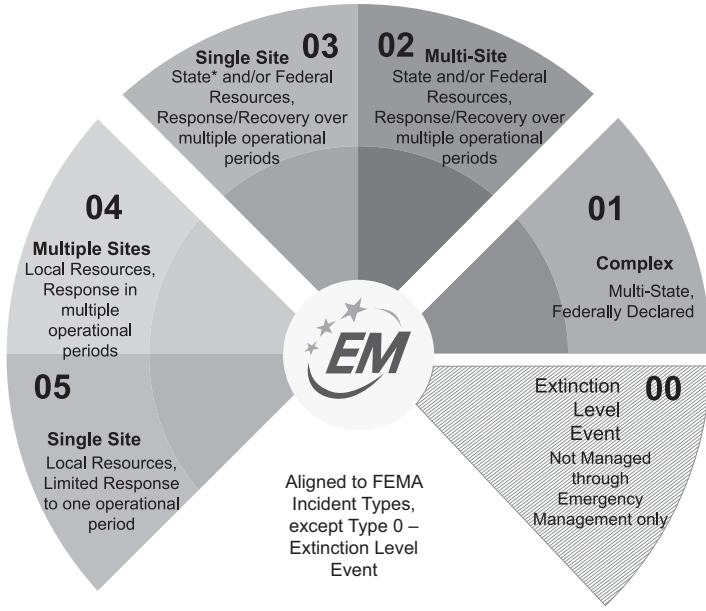 Single Site 03
State* and/or Federal
Resources,
Response/Recovery over
multiple operational
periods
02 Multi-Site
State and/or Federal
Resources,
Response/Recovery over
multiple operational
periods
01
Complex
Multi-State,
Federally Declared
04
Multiple Sites
Local Resources,
Response in
multiple
operational
periods
EM
05
Single Site
Local Resources,
Limited Response
to one operational
period
Extinction 00
Level
Event
Not Managed
through
Emergency
Management only
Aligned to FEMA
Incident Types,
except Type 0 –
Extinction Level
Event